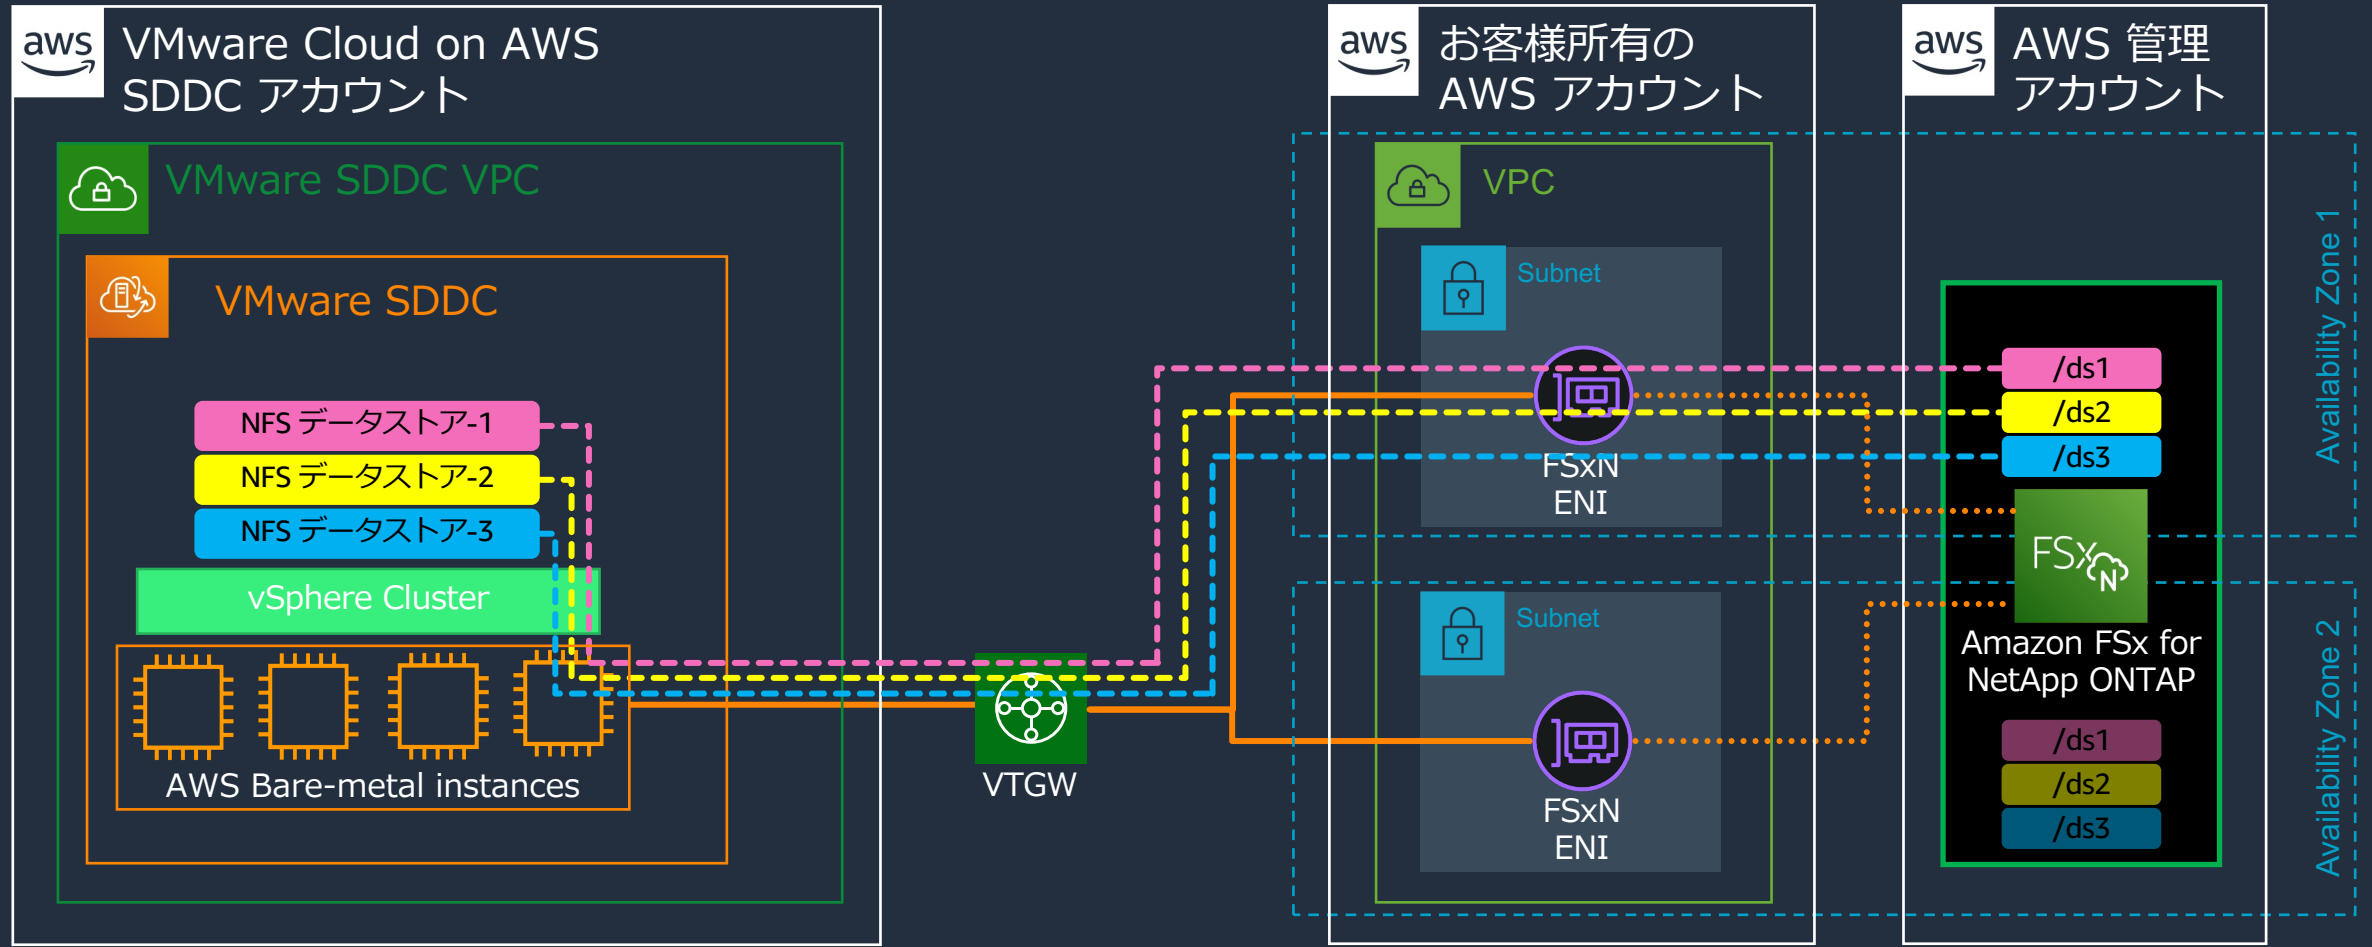 aws
VMware Cloud on AWS
SDDC アカウント
VMware SDDC VPC
VMware SDDC
NFS データストア-1
NFS データストア-2
NFS データストア-3
vSphere Cluster
AWS Bare-metal instances
VTGW
aws
お客様所有の
AWS アカウント
VPC
Subnet
FSxN
ENI
Subnet
FSxN
ENI
aws
AWS 管理
アカウント
Availability Zone 1
/ds1
/ds2
/ds3
FSx
N
Amazon FSx for
NetApp ONTAP
/ds1
/ds2
/ds3
Availability Zone 2